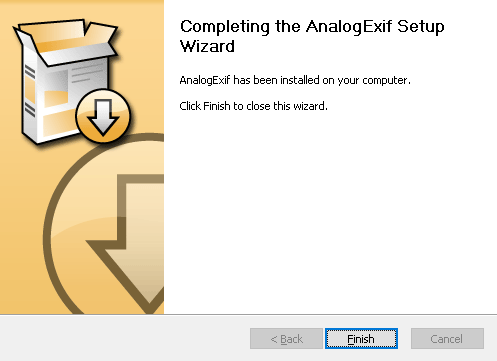 Completing the AnalogExif Setup
Wizard
AnalogExif has been installed on your computer.
Click Finish to close this wizard.
< Back
Finish
Cancel